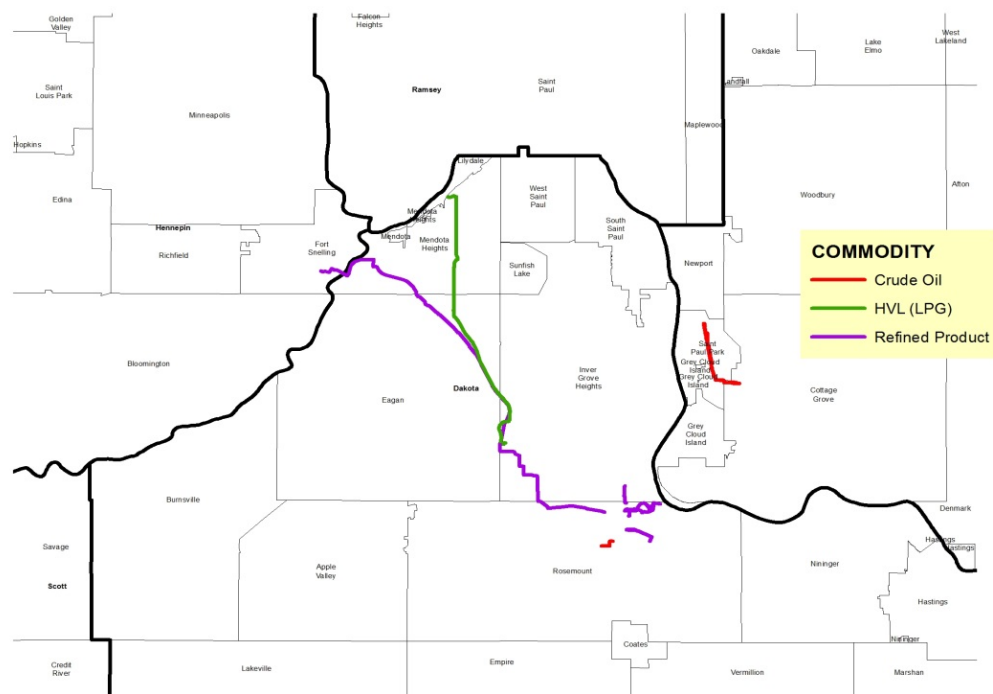 Golden
Valley
Falcon
Heights
Oakdale
Lake
Elmo
West
Lakeland
Saint
Louis Park
Minneapolis
Ramsey
Saint
Paul
andfall
Maplewood
Hopkins
Edina
Lilydale
West
Saint
Paul
Woodbury
Afton
Hennepin
Richfield
Fort
Snelling
Mendota
Heights
Mendota
Mendota
Heights
Sunfish
Lake
South
Saint
Paul
Newport
COMMODITY
Crude Oil
HVL (LPG)
Refined Product
Bloomington
Eagan
Dakota
Inver
Grove
Heights
Saint
Paul Park
Grey Cloud
Island
Grey Cloud
Island
Cottage
Grove
Grey
Cloud
Island
Burnsville
Denmark
Savage
Scott
Apple
Valley
Rosemount
Nininger
Hastings
Hastings
Hastings
Nininger
Credit
River
Lakeville
Empire
Coates
Vermillion
Marshan